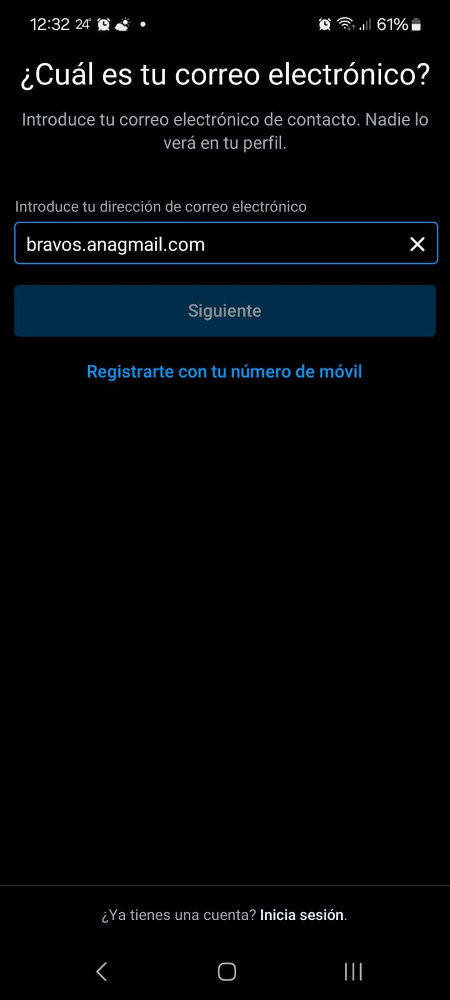 12:32 24° 61%
¿Cuál es tu correo electrónico?
Introduce tu correo electrónico de contacto. Nadie lo
verá en tu perfil.
Introduce tu dirección de correo electrónico
bravos.anagmail.com
Siguiente
Registrarte con tu número de móvil
¿Ya tienes una cuenta? Inicia sesión.